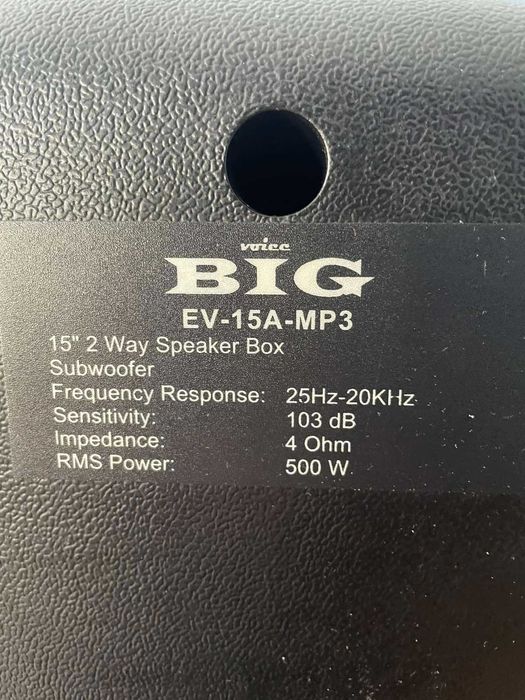 voice
BIG
EV-15A-MP3
15" 2 Way Speaker Box
Subwoofer
Frequency Response: 25Hz-20KHz
Sensitivity: 103 dB
Impedance: 4 Ohm
RMS Power: 500 W